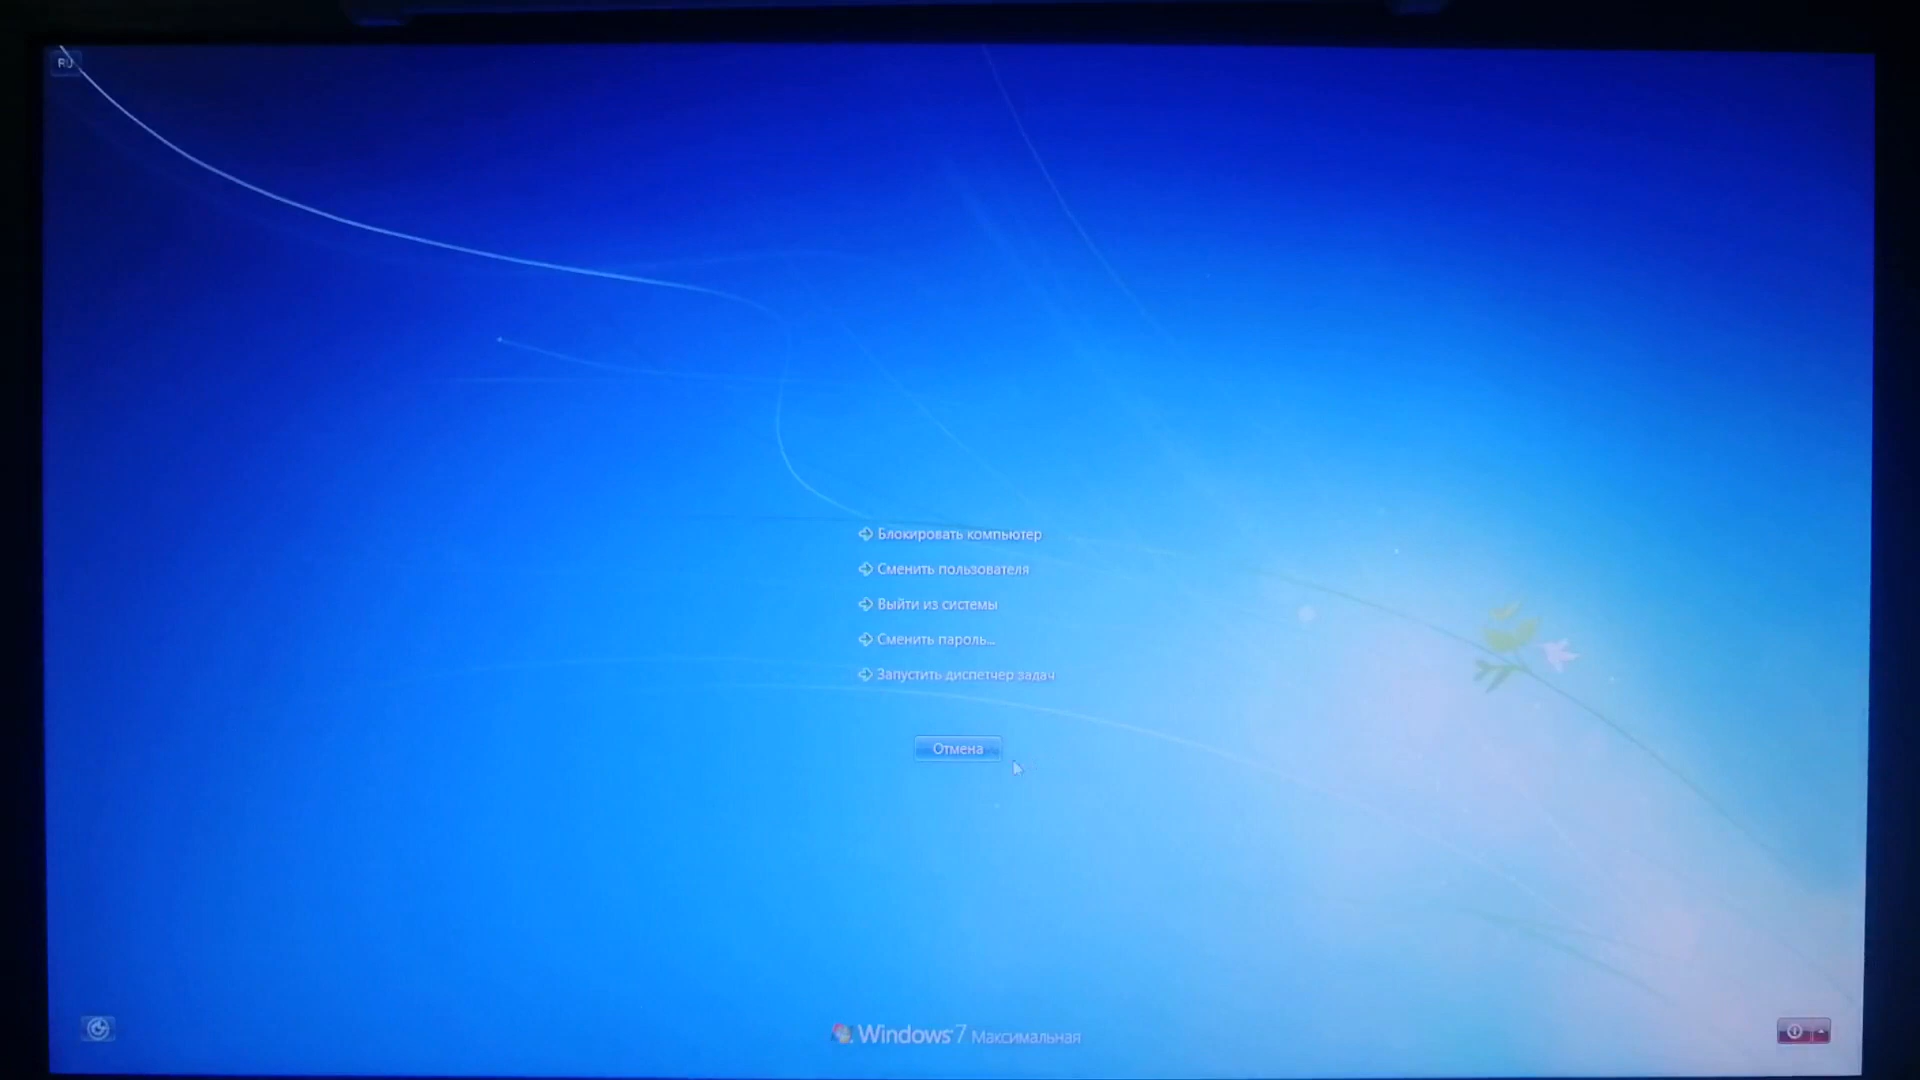 RU
Блокировать компьютер
Сменить пользователя
Выйти из системы
Сменить пароль...
Запустить диспетчер задач
Отмена
Windows 7 Максимальная